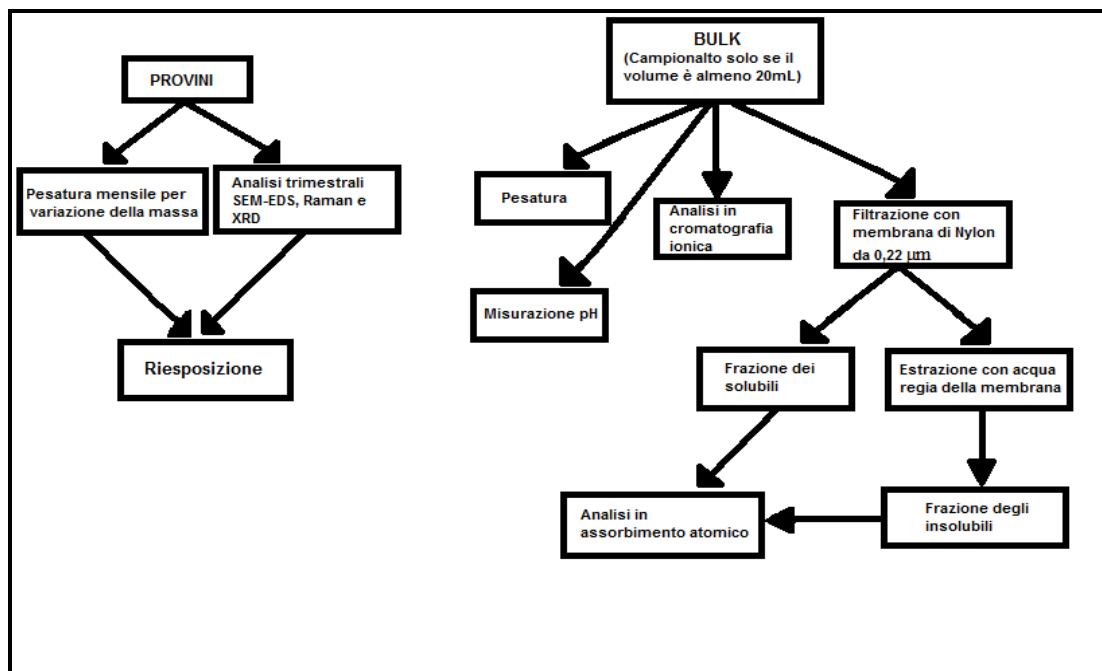 PROVINI
Pesatura mensile per
variazione della massa
Analisi trimestrali
SEM-EDS, Raman e
XRD
Riesposizione
BULK
(Campionalto solo se il
volume è almeno 20mL)
Pesatura
Analisi in
cromatografia
ionica
Filtrazione con
membrana di Nylon
da 0,22 µm
Misurazione pH
Frazione dei
solubili
Estrazione con acqua
regia della membrana
Analisi in
assorbimento atomico
Frazione degli
insolubili